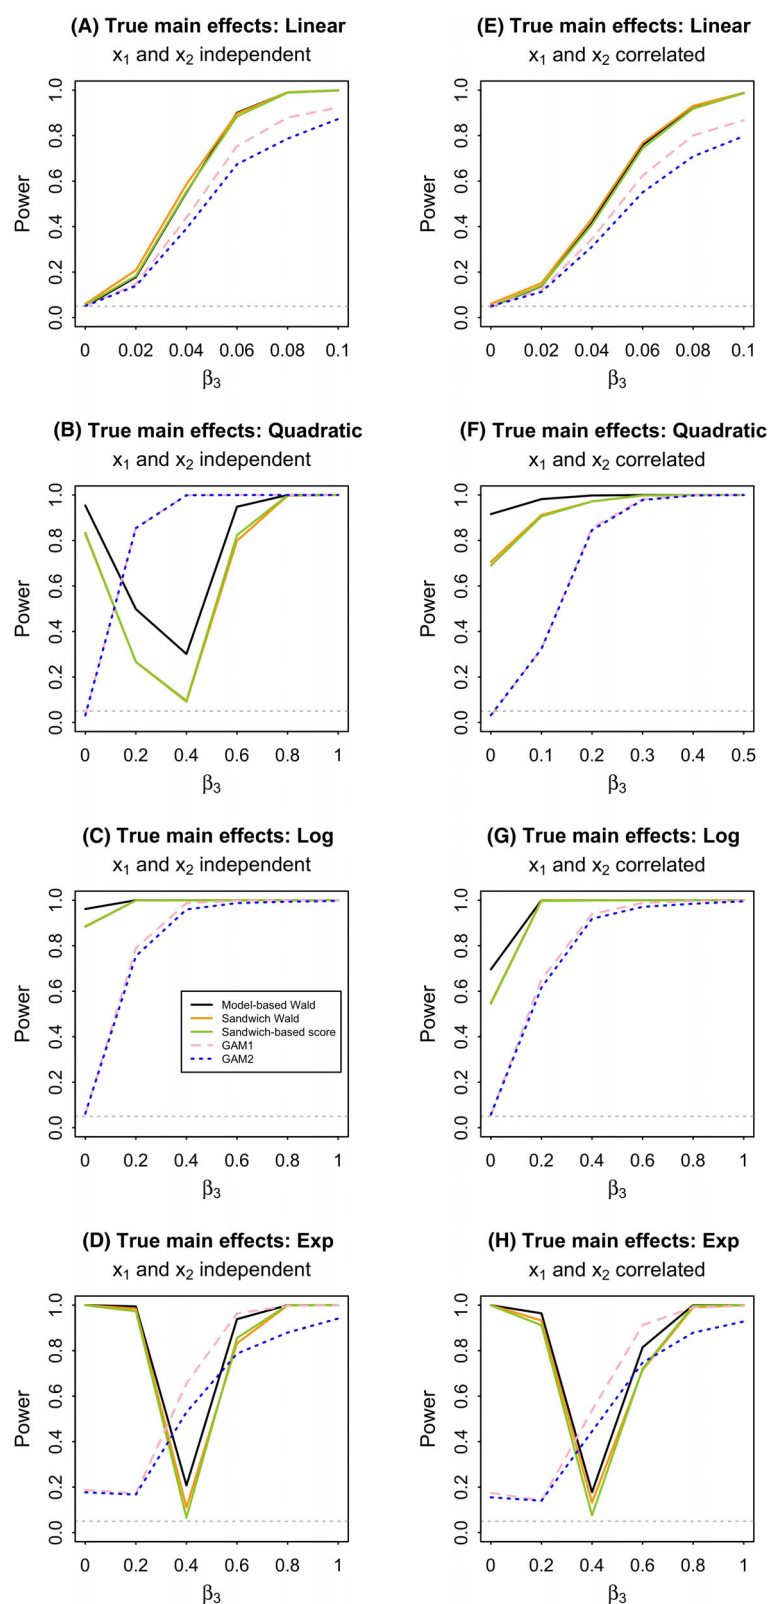 (A) True main effects: Linear
x₁ and x₂ independent
Power
0.0 0.2 0.4 0.6 0.8 1.0
0 0.02 0.04 0.06 0.08 0.1
β₃
(E) True main effects: Linear
x₁ and x₂ correlated
Power
0.0 0.2 0.4 0.6 0.8 1.0
0 0.02 0.04 0.06 0.08 0.1
β₃
(B) True main effects: Quadratic
x₁ and x₂ independent
Power
0.0 0.2 0.4 0.6 0.8 1.0
0 0.2 0.4 0.6 0.8 1
β₃
(F) True main effects: Quadratic
x₁ and x₂ correlated
Power
0.0 0.2 0.4 0.6 0.8 1.0
0 0.1 0.2 0.3 0.4 0.5
β₃
(C) True main effects: Log
x₁ and x₂ independent
Power
0.0 0.2 0.4 0.6 0.8 1.0
Model-based Wald
Sandwich Wald
Sandwich-based score
GAM1
GAM2
0 0.2 0.4 0.6 0.8 1
β₃
(G) True main effects: Log
x₁ and x₂ correlated
Power
0.0 0.2 0.4 0.6 0.8 1.0
0 0.2 0.4 0.6 0.8 1
β₃
(D) True main effects: Exp
x₁ and x₂ independent
Power
0.0 0.2 0.4 0.6 0.8 1.0
0 0.2 0.4 0.6 0.8 1
β₃
(H) True main effects: Exp
x₁ and x₂ correlated
Power
0.0 0.2 0.4 0.6 0.8 1.0
0 0.2 0.4 0.6 0.8 1
β₃